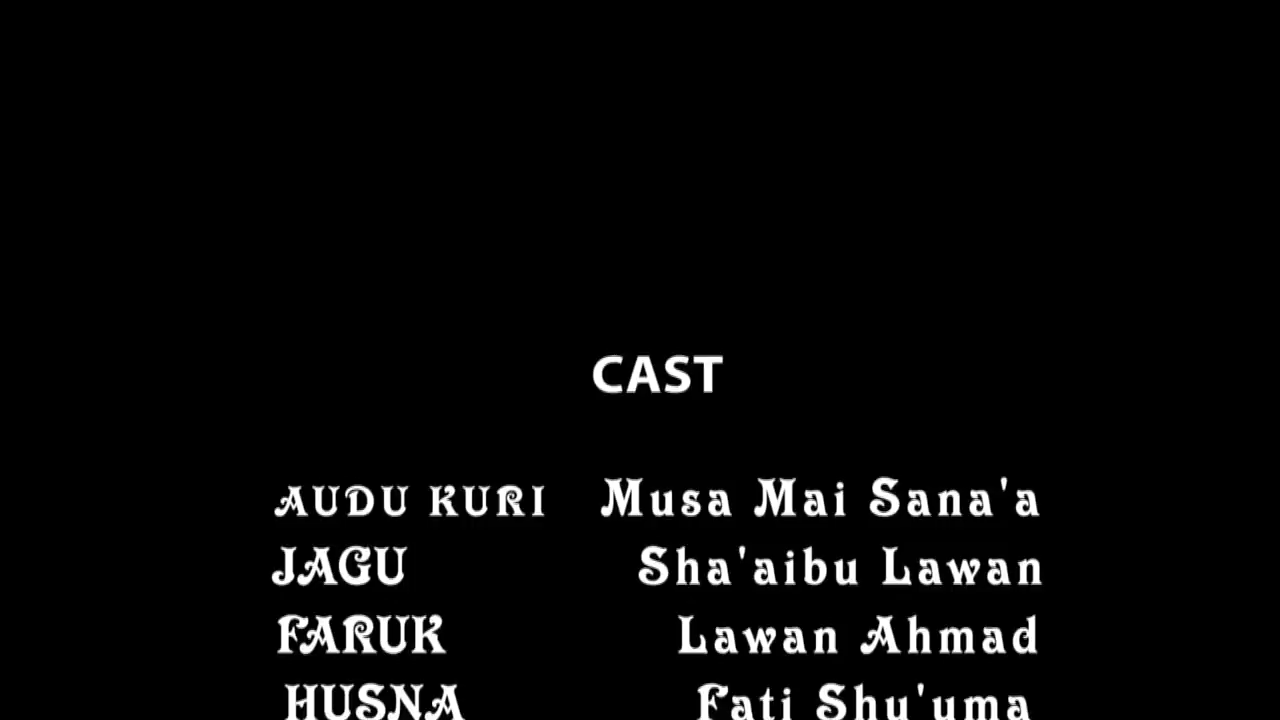 CAST
AUDU KURI Musa Mai Sana'a
JAGU Sha'aibu Lawan
FARUK Lawan Ahmad
HUSNA Fati Shu'uma